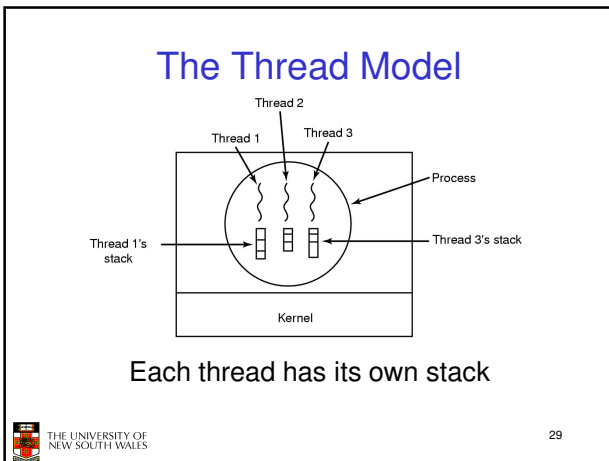 The Thread Model
Thread 2
Thread 1
Thread 3
Process
Thread 1's
stack
Thread 3's stack
Kernel
Each thread has its own stack
THE UNIVERSITY OF
NEW SOUTH WALES
29